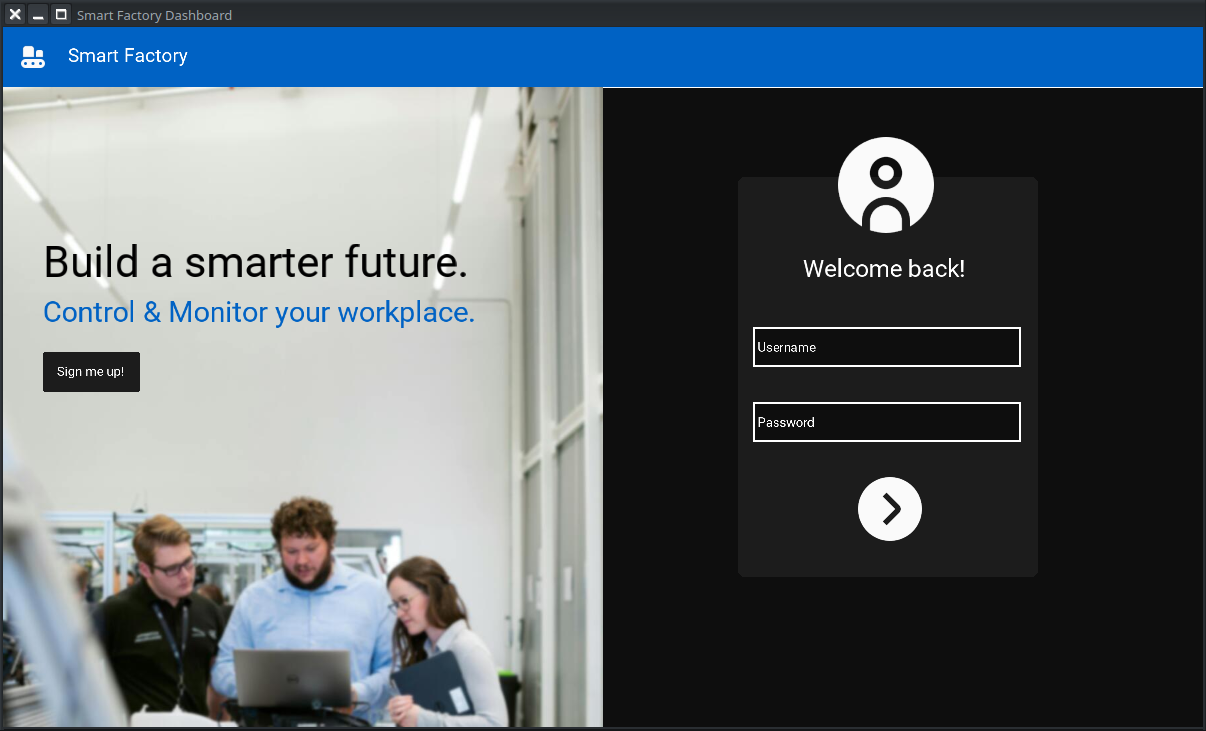 Smart Factory Dashboard
Smart Factory
Build a smarter future.
Control & Monitor your workplace.
Sign me up!
Welcome back!
Username
Password